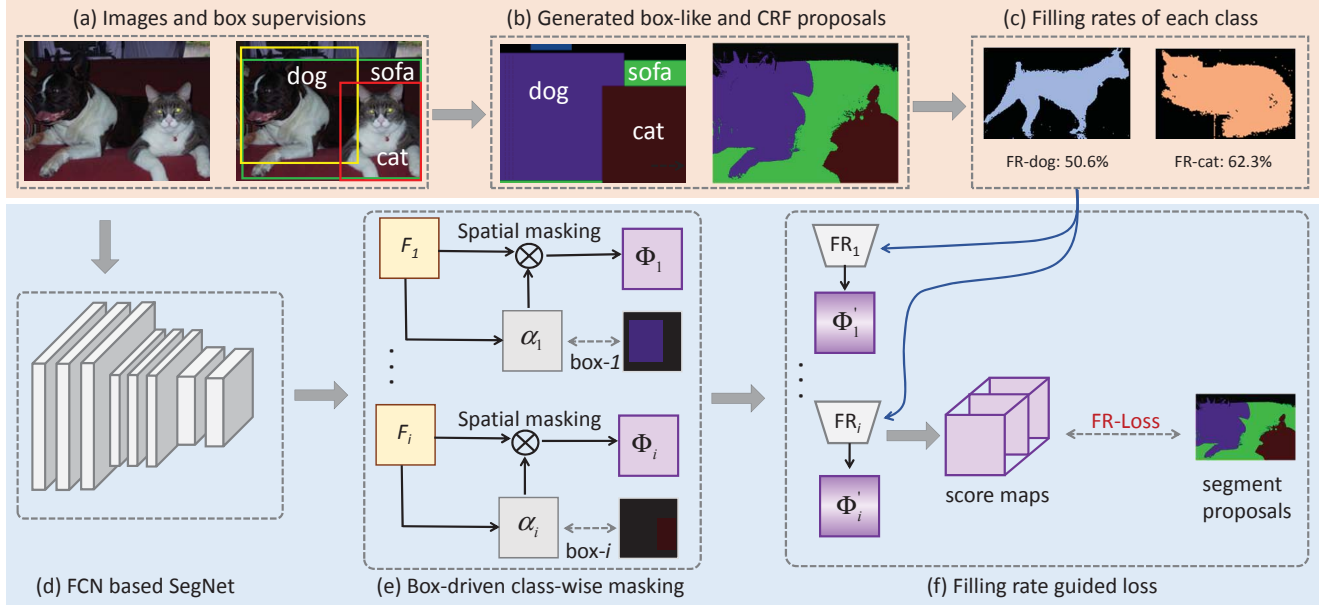 (a) Images and box supervisions
(b) Generated box-like and CRF proposals
(c) Filling rates of each class
dog
sofa
cat
dog
sofa
cat
FR-dog: 50.6%
FR-cat: 62.3%
F1
Spatial masking
Φ1
α1
box-1
Fi
Spatial masking
Φi
αi
box-i
FR1
Φ'1
FRi
Φ'i
score maps
FR-Loss
segment
proposals
(d) FCN based SegNet
(e) Box-driven class-wise masking
(f) Filling rate guided loss